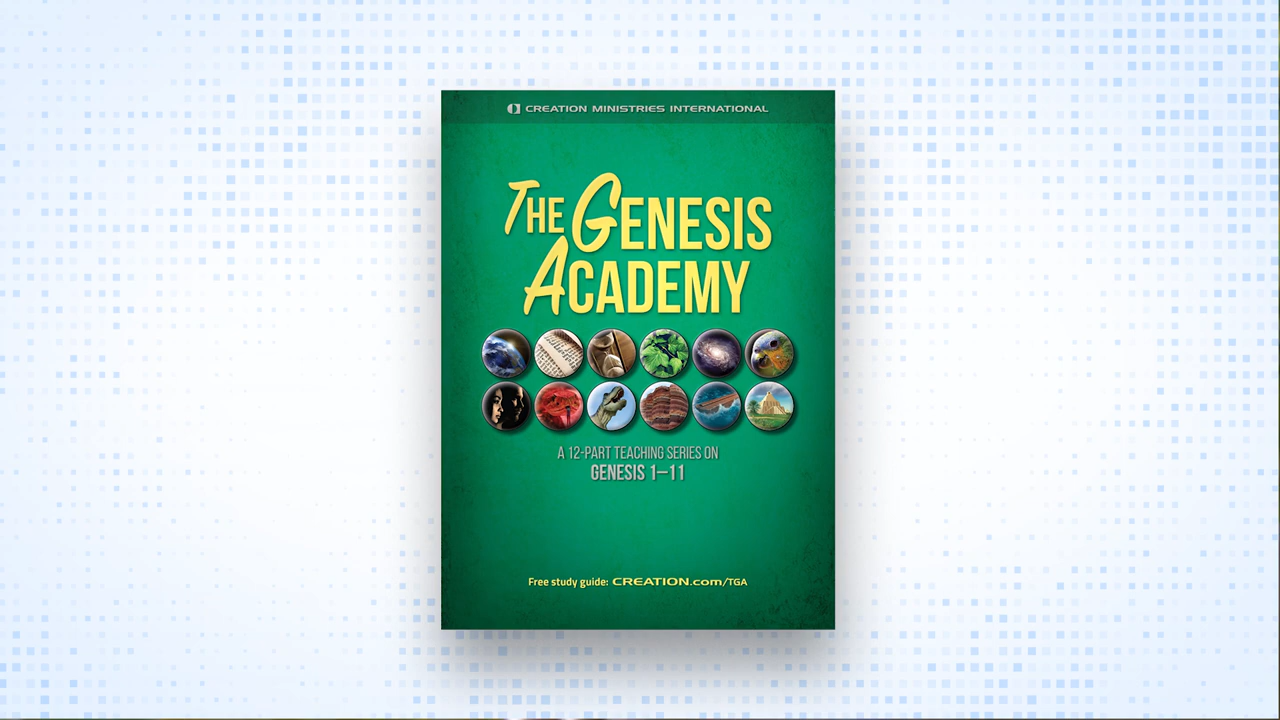 CREATION MINISTRIES INTERNATIONAL
THE GENESIS
ACADEMY
A 12-PART TEACHING SERIES ON
GENESIS 1–11
Free study guide: CREATION.com/TGA